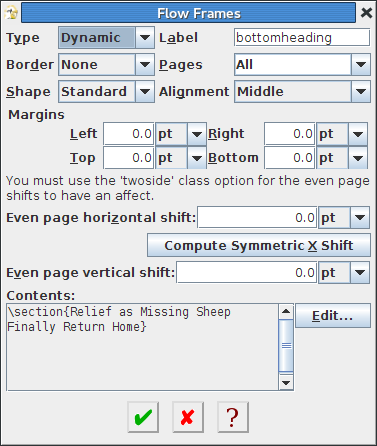 Flow Frames
Type Dynamic Label bottomheading
Border None Pages All
Shape Standard Alignment Middle
Margins
Left 0.0 pt Right 0.0 pt
Top 0.0 pt Bottom 0.0 pt
You must use the 'twoside' class option for the even page
shifts to have an affect.
Even page horizontal shift: 0.0 pt
Compute Symmetric X Shift
Even page vertical shift: 0.0 pt
Contents:
\section{Relief as Missing Sheep
Finally Return Home}
Edit...
?